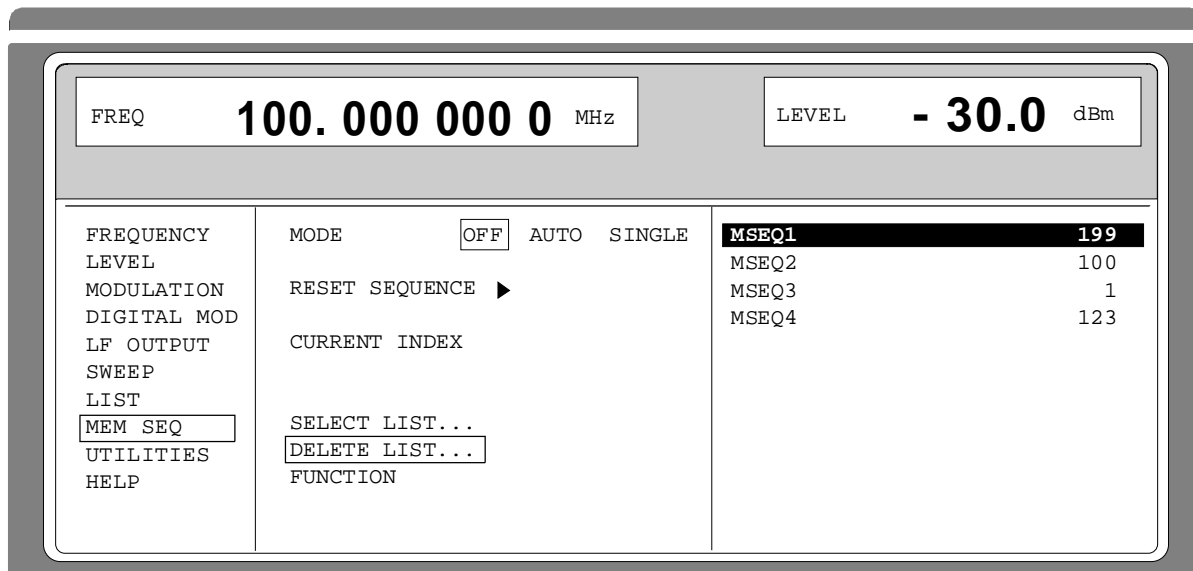 FREQ 100. 000 000 0 MHz LEVEL - 30.0 dBm
FREQUENCY
LEVEL
MODULATION
DIGITAL MOD
LF OUTPUT
SWEEP
LIST
MEM SEQ
UTILITIES
HELP
MODE OFF AUTO SINGLE
RESET SEQUENCE
CURRENT INDEX
SELECT LIST...
DELETE LIST...
FUNCTION
MSEQ1 199
MSEQ2 100
MSEQ3 1
MSEQ4 123